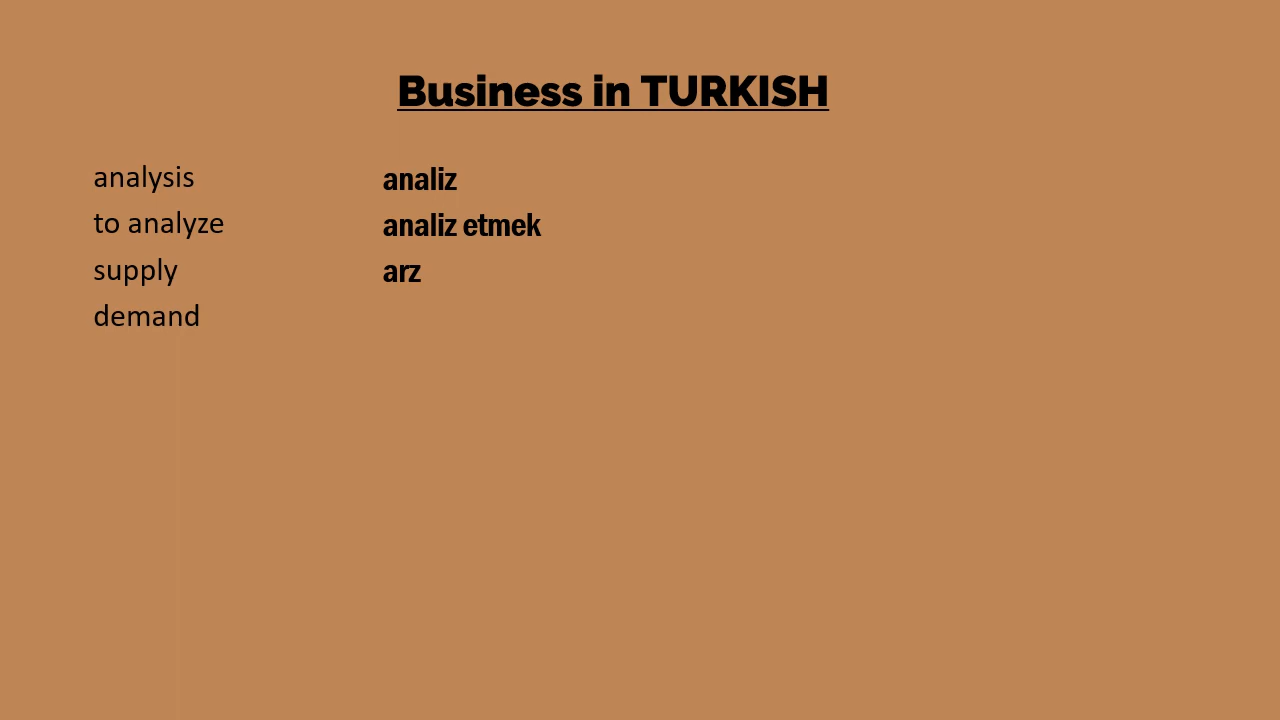 Business in TURKISH
analysis analiz
to analyze analiz etmek
supply arz
demand